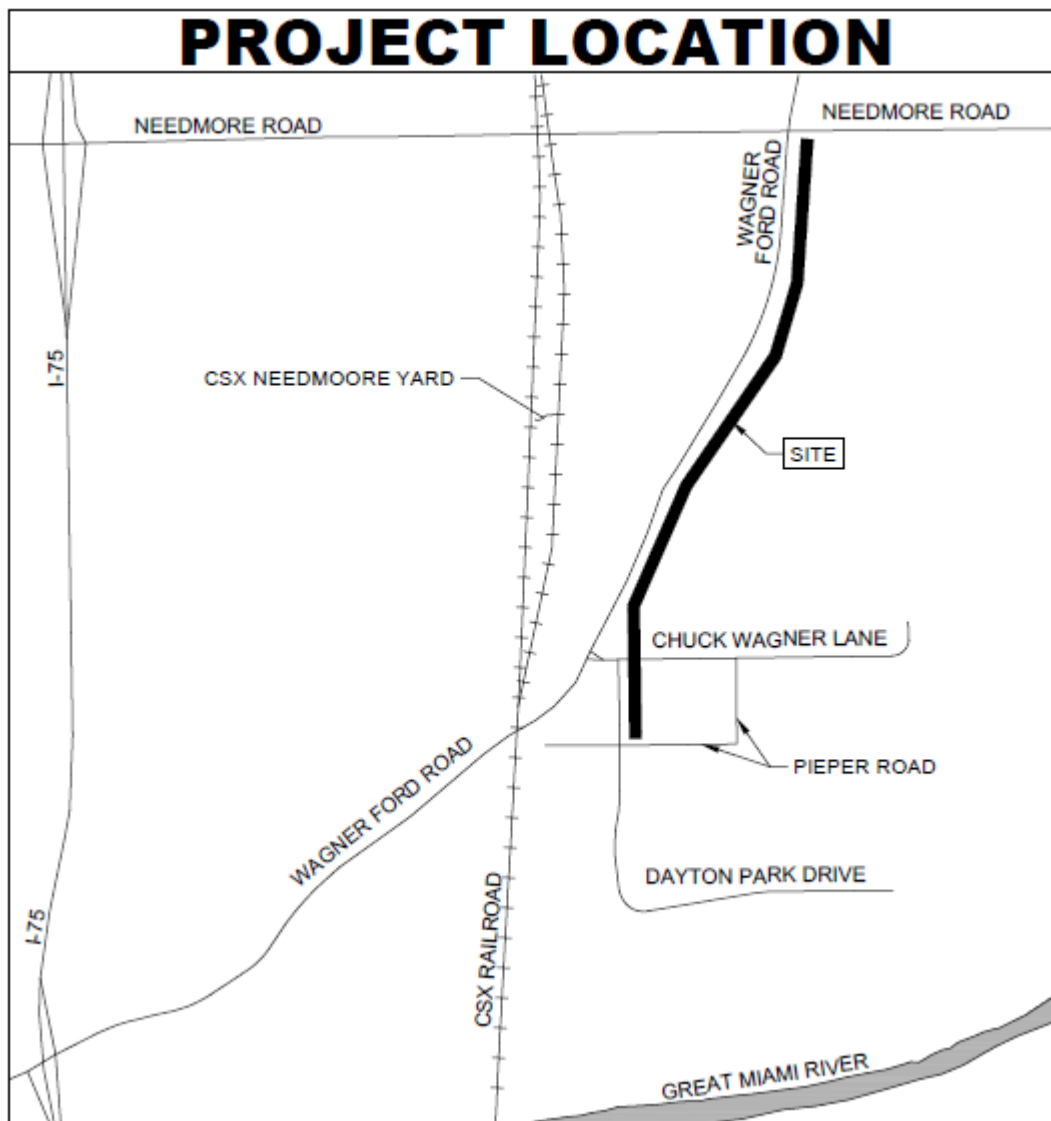 PROJECT LOCATION
NEEDMORE ROAD
NEEDMORE ROAD
WAGNER
FORD ROAD
I-75
CSX NEEDMOORE YARD
SITE
CHUCK WAGNER LANE
PIEPER ROAD
WAGNER FORD ROAD
DAYTON PARK DRIVE
I-75
CSX RAILROAD
GREAT MIAMI RIVER